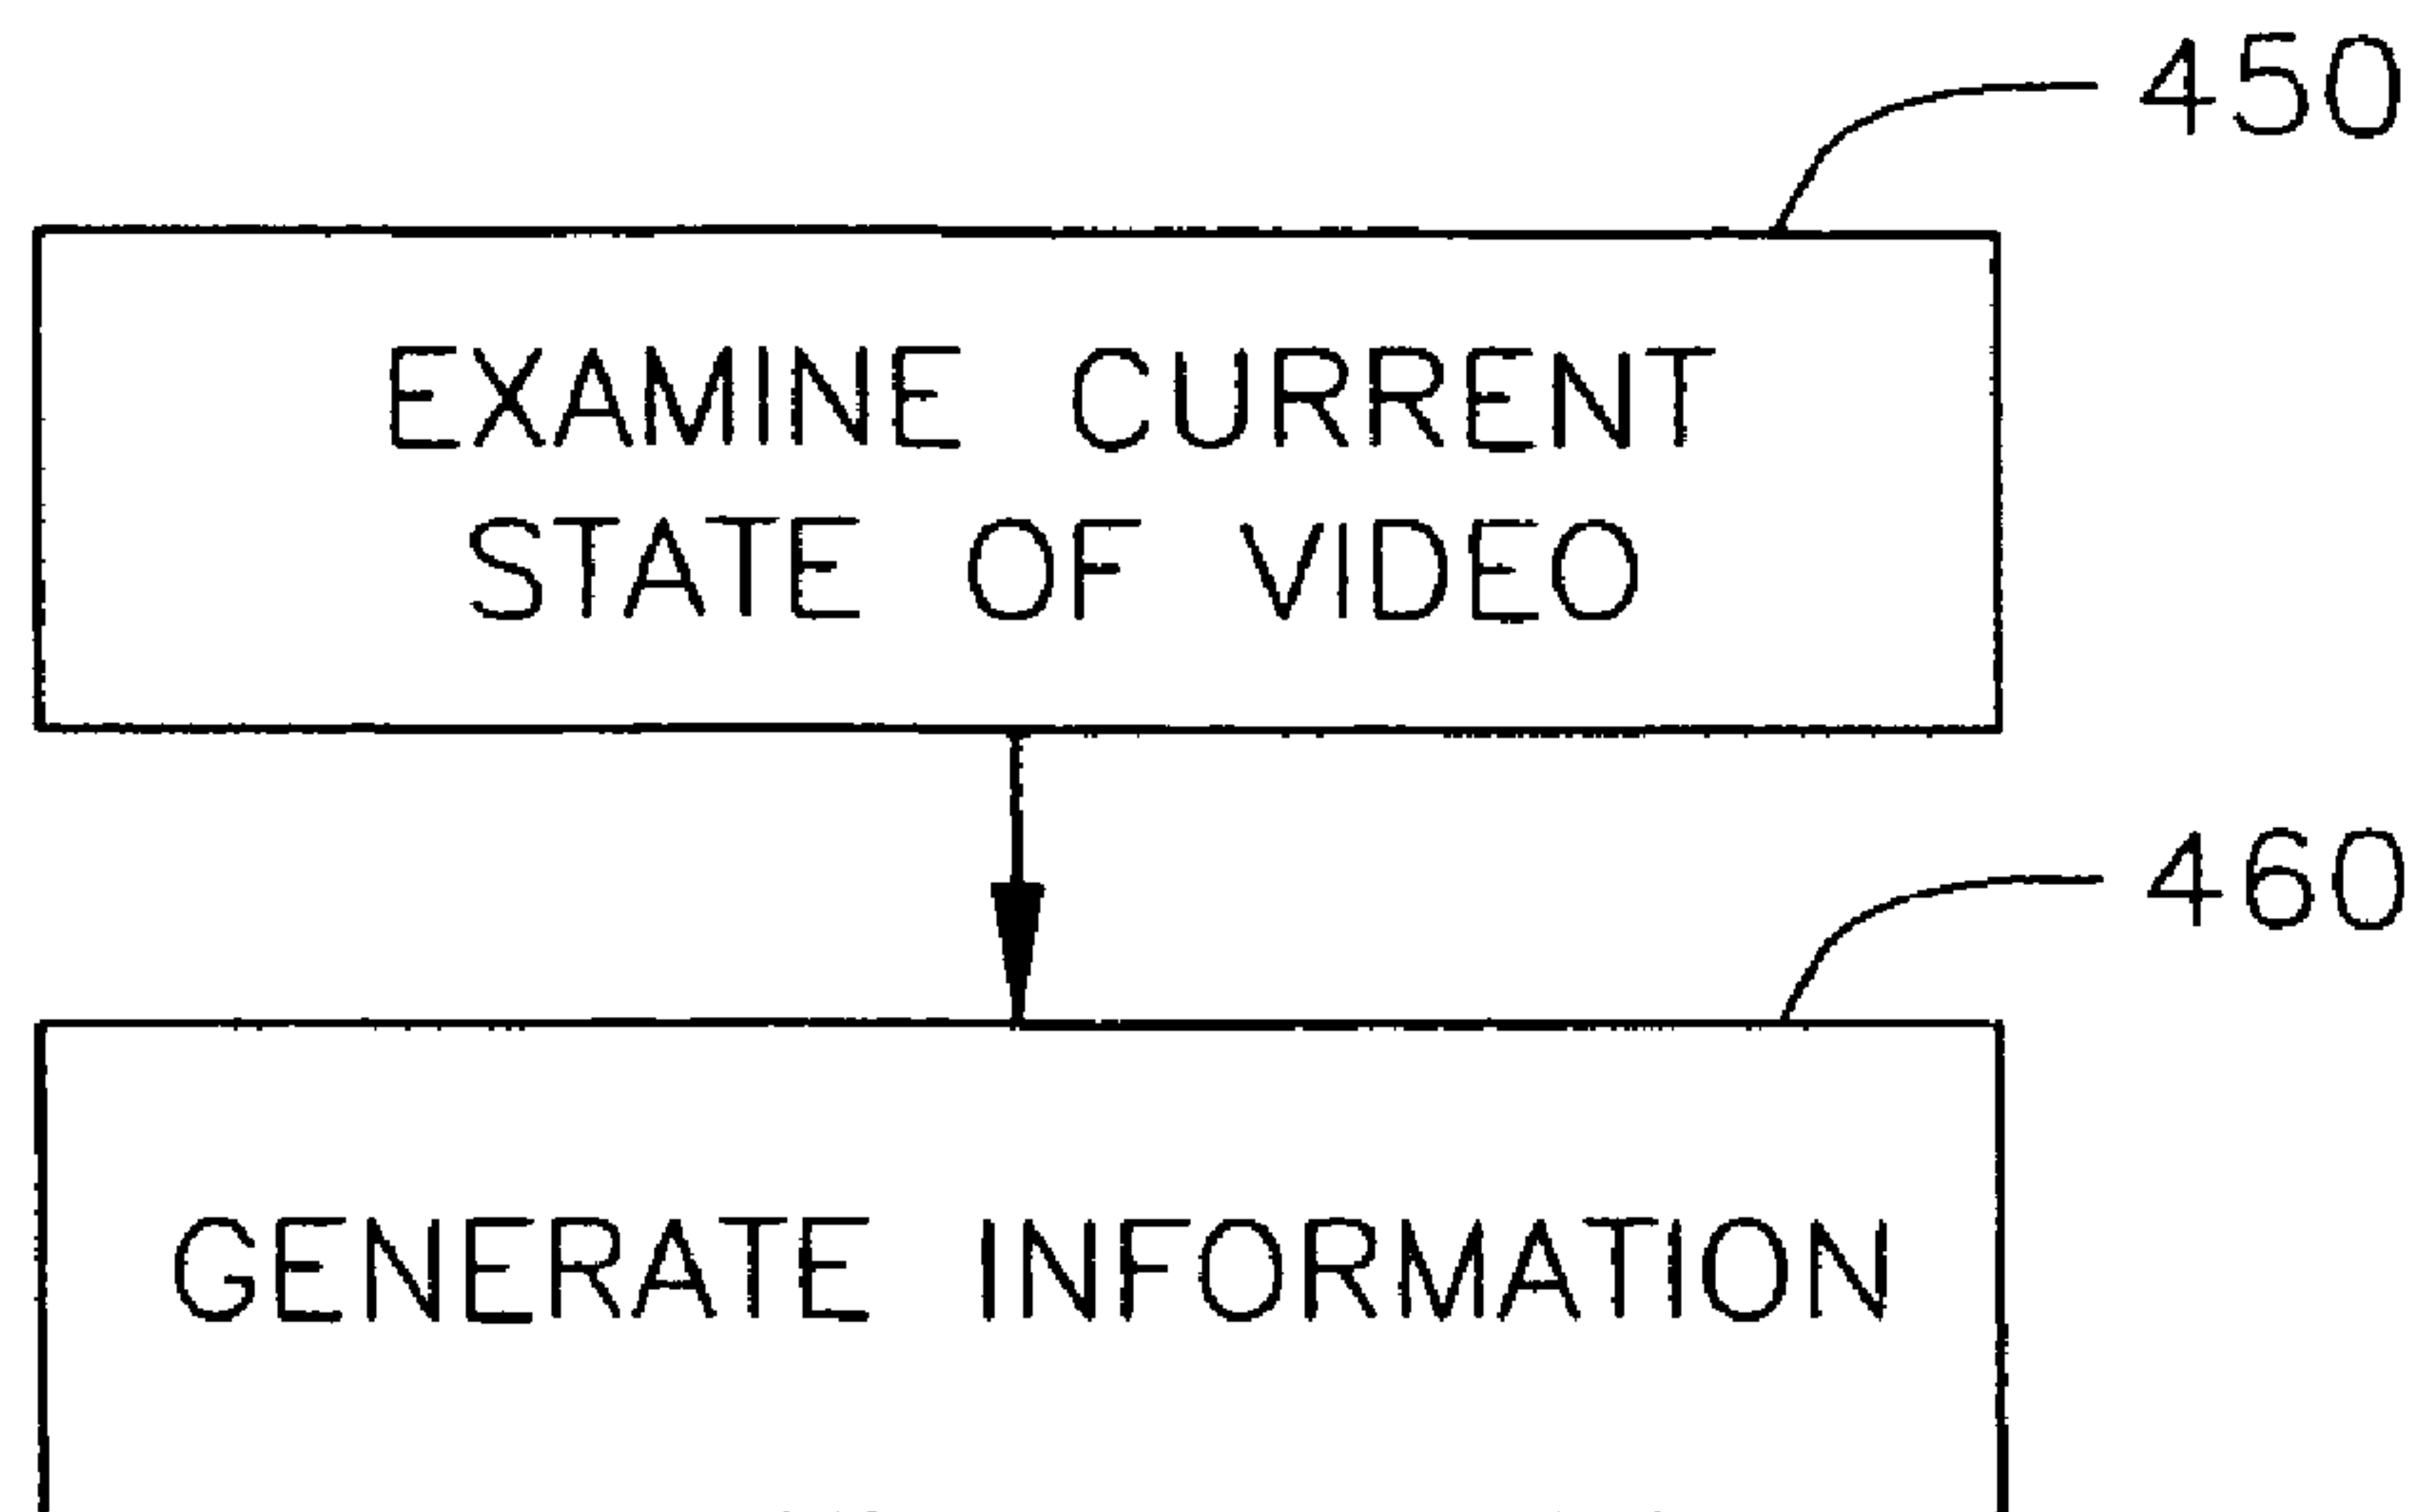 450
EXAMINE CURRENT
STATE OF VIDEO
460
GENERATE INFORMATION